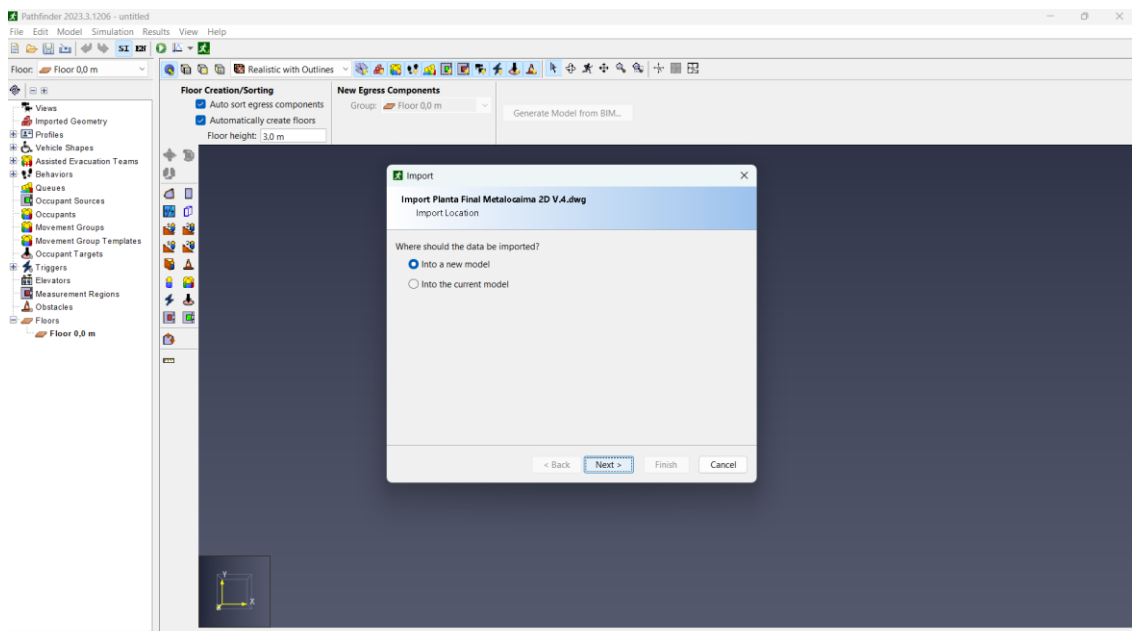 Pathfinder 2023.3.1206 - untitled
File Edit Model Simulation Results View Help
SI EN
Floor: Floor 0,0 m
Realistic with Outlines
Floor Creation/Sorting
Auto sort egress components
Automatically create floors
Floor height: 3,0 m
New Egress Components
Group: Floor 0,0 m
Generate Model from BIM...
Views
Imported Geometry
Profiles
Vehicle Shapes
Assisted Evacuation Teams
Behaviors
Queues
Occupant Sources
Occupants
Movement Groups
Movement Group Templates
Occupant Targets
Triggers
Elevators
Measurement Regions
Obstacles
Floors
Floor 0,0 m
Import
Import Planta Final Metalocaima 2D V.4.dwg
Import Location
Where should the data be imported?
Into a new model
Into the current model
< Back Next > Finish Cancel
Y
X